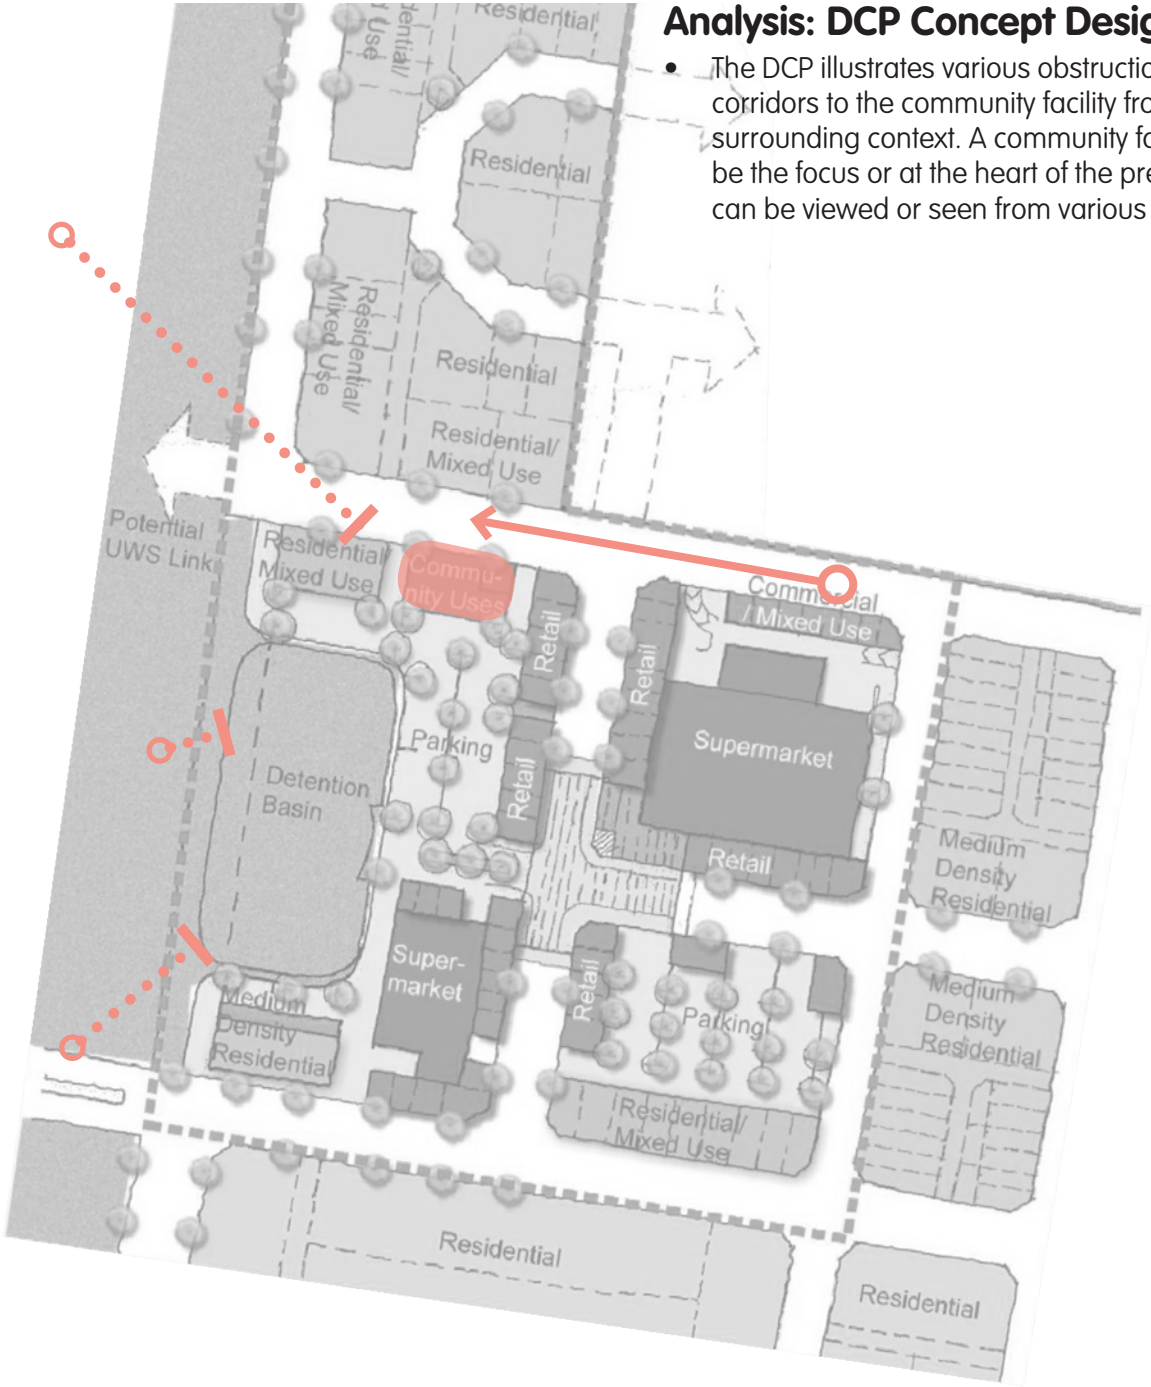 Analysis: DCP Concept Desig
• The DCP illustrates various obstructio
corridors to the community facility fro
surrounding context. A community fa
be the focus or at the heart of the pre
can be viewed or seen from various
Residential
dential/
d Use
Residential
Residential/
Mixed Use
Residential
Residential/
Mixed Use
Potential
UWS Link
Residential/
Mixed Use
Commu-
nity Uses
Retail
Retail
Commercial
/ Mixed Use
Supermarket
Parking
Retail
Detention
Basin
Retail
Medium
Density
Residential
Super-
market
Retail
Parking
Medium
Density
Residential
Medium
Density
Residential
Residential/
Mixed Use
Residential
Residential